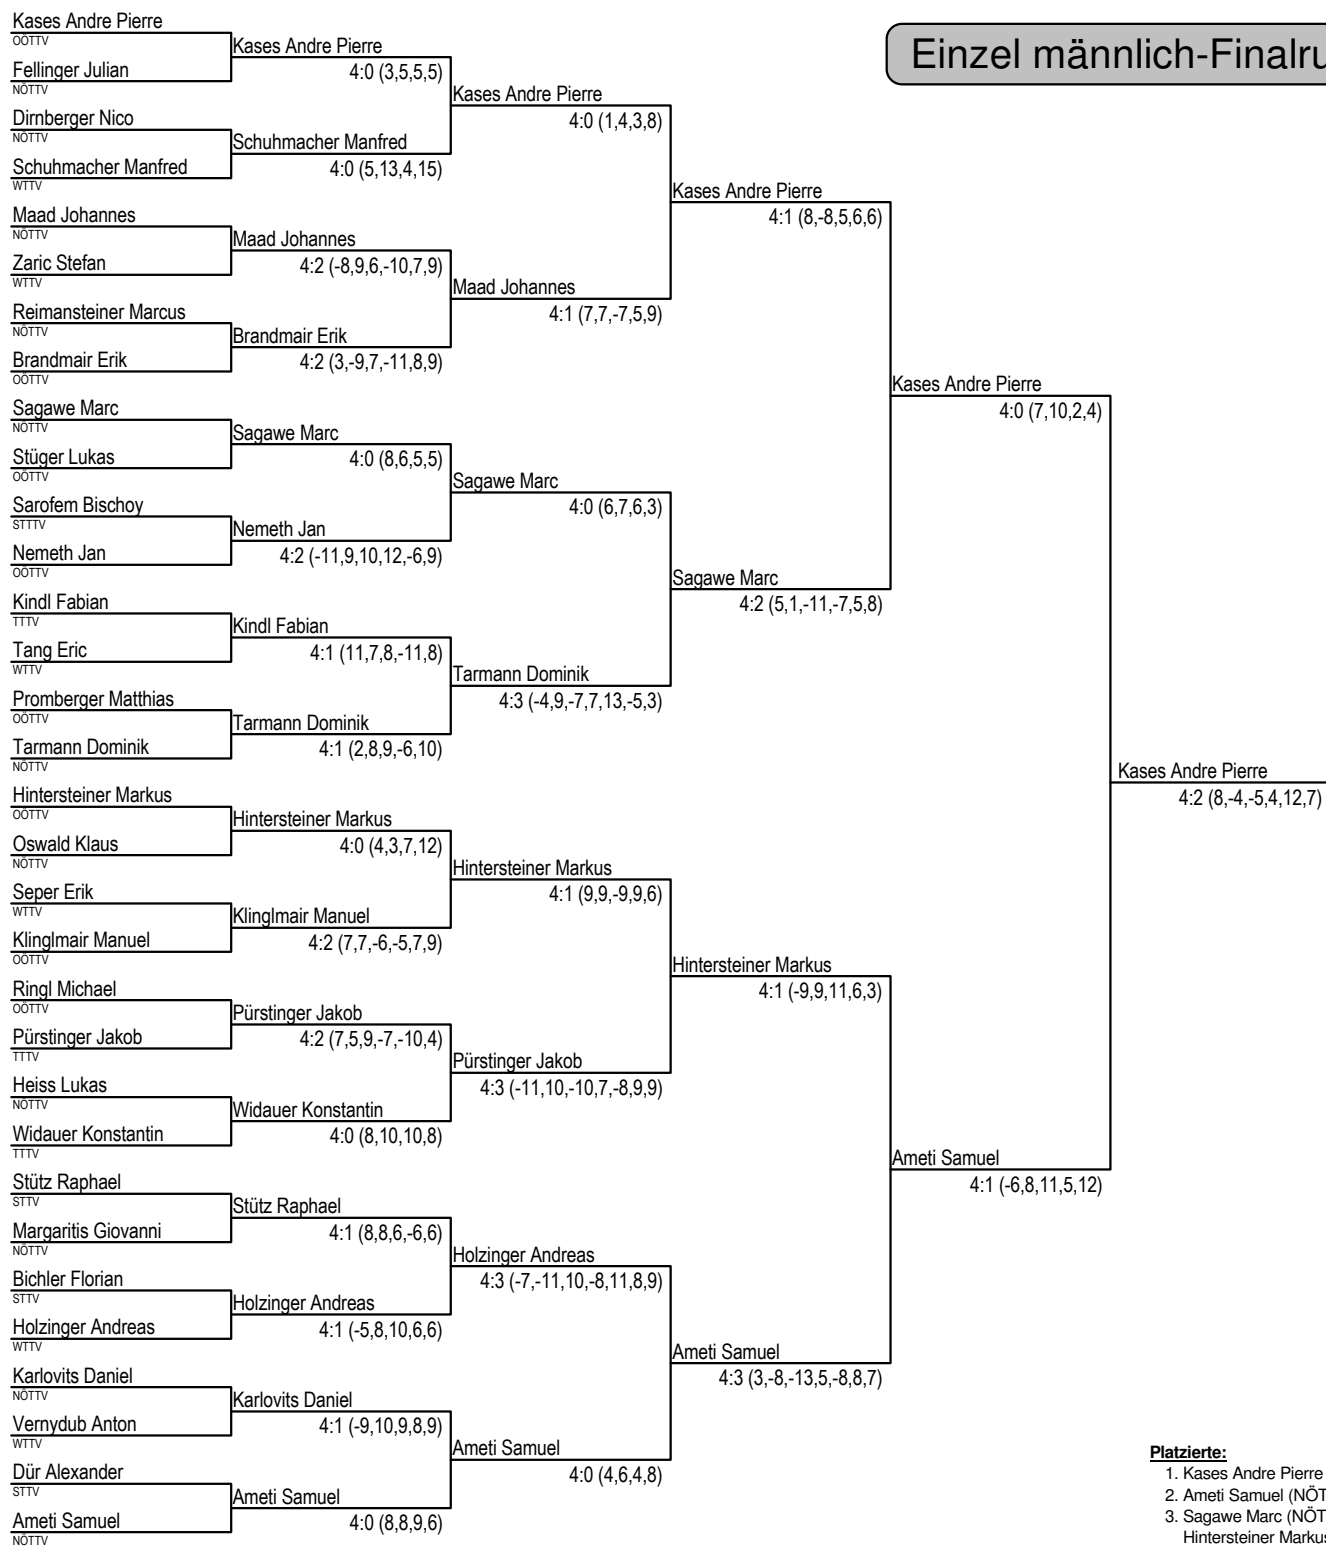 Einzel männlich-Finalru
Kases Andre Pierre
OÖTTV
Fellinger Julian
NÖTTV
Dirnberger Nico
NÖTTV
Schuhmacher Manfred
WTTV
Maad Johannes
NÖTTV
Zaric Stefan
WTTV
Reimansteiner Marcus
NÖTTV
Brandmair Erik
OÖTTV
Sagawe Marc
NÖTTV
Stüger Lukas
OÖTTV
Sarofem Bischoy
STTTV
Nemeth Jan
OÖTTV
Kindl Fabian
TTTV
Tang Eric
WTTV
Promberger Matthias
OÖTTV
Tarmann Dominik
NÖTTV
Hintersteiner Markus
OÖTTV
Oswald Klaus
NÖTTV
Seper Erik
WTTV
Klinglmair Manuel
OÖTTV
Ringl Michael
OÖTTV
Pürstinger Jakob
TTTV
Heiss Lukas
NÖTTV
Widauer Konstantin
TTTV
Stütz Raphael
STTV
Margaritis Giovanni
NÖTTV
Bichler Florian
STTV
Holzinger Andreas
WTTV
Karlovits Daniel
NÖTTV
Vernydub Anton
WTTV
Dür Alexander
STTV
Ameti Samuel
NÖTTV
Kases Andre Pierre
4:0 (3,5,5,5)
Schuhmacher Manfred
4:0 (5,13,4,15)
Maad Johannes
4:2 (-8,9,6,-10,7,9)
Brandmair Erik
4:2 (3,-9,7,-11,8,9)
Sagawe Marc
4:0 (8,6,5,5)
Nemeth Jan
4:2 (-11,9,10,12,-6,9)
Kindl Fabian
4:1 (11,7,8,-11,8)
Tarmann Dominik
4:1 (2,8,9,-6,10)
Hintersteiner Markus
4:0 (4,3,7,12)
Klinglmair Manuel
4:2 (7,7,-6,-5,7,9)
Pürstinger Jakob
4:2 (7,5,9,-7,-10,4)
Widauer Konstantin
4:0 (8,10,10,8)
Stütz Raphael
4:1 (8,8,6,-6,6)
Holzinger Andreas
4:1 (-5,8,10,6,6)
Karlovits Daniel
4:1 (-9,10,9,8,9)
Ameti Samuel
4:0 (8,8,9,6)
Kases Andre Pierre
4:0 (1,4,3,8)
Maad Johannes
4:1 (7,7,-7,5,9)
Sagawe Marc
4:0 (6,7,6,3)
Tarmann Dominik
4:3 (-4,9,-7,7,13,-5,3)
Hintersteiner Markus
4:1 (9,9,-9,9,6)
Pürstinger Jakob
4:3 (-11,10,-10,7,-8,9,9)
Holzinger Andreas
4:3 (-7,-11,10,-8,11,8,9)
Ameti Samuel
4:0 (4,6,4,8)
Kases Andre Pierre
4:1 (8,-8,5,6,6)
Sagawe Marc
4:2 (5,1,-11,-7,5,8)
Hintersteiner Markus
4:1 (-9,9,11,6,3)
Ameti Samuel
4:3 (3,-8,-13,5,-8,8,7)
Kases Andre Pierre
4:0 (7,10,2,4)
Ameti Samuel
4:1 (-6,8,11,5,12)
Kases Andre Pierre
4:2 (8,-4,-5,4,12,7)
Platzierte:
1. Kases Andre Pierre
2. Ameti Samuel (NÖT
3. Sagawe Marc (NÖT
Hintersteiner Markus